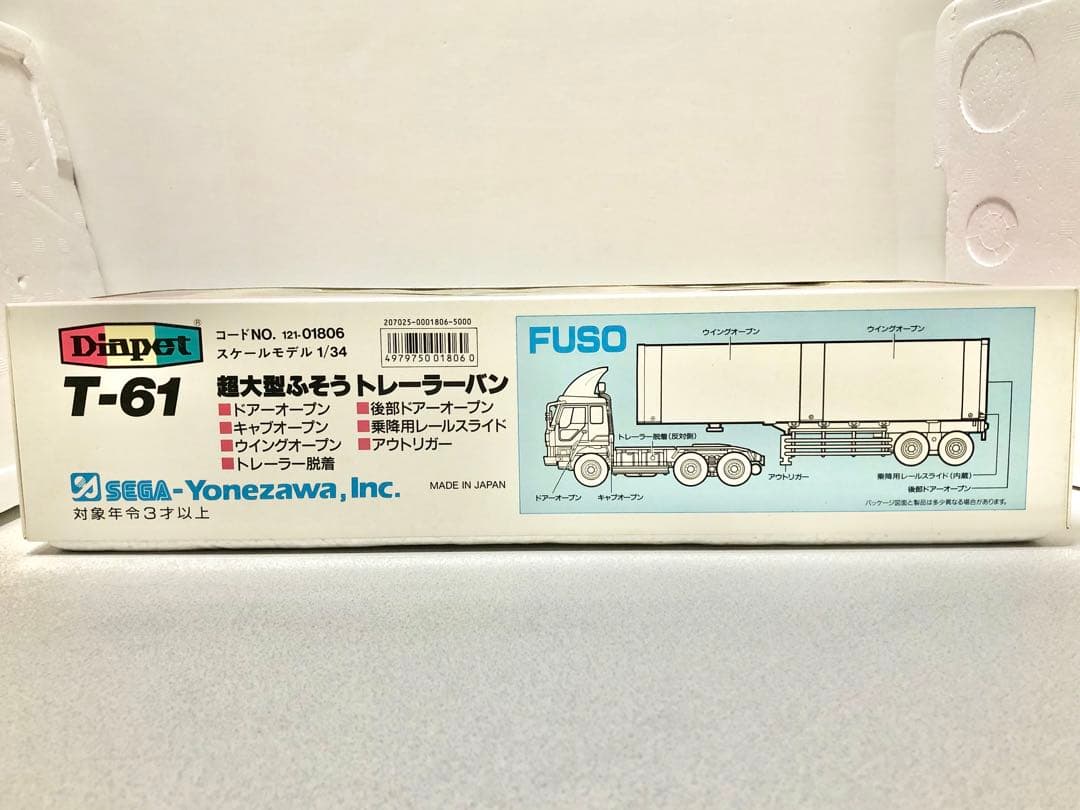 Diapet®
T-61
コードNO. 121-01806
スケールモデル 1/34
207025-0001806-5000
4979750018060
超大型ふそうトレーラーバン
■ドアーオープン
■キャブオープン
■ウイングオープン
■トレーラー脱着
■後部ドアーオープン
■乗降用レールスライド
■アウトリガー
SEGA-Yonezawa, Inc.
MADE IN JAPAN
対象年令3才以上
FUSO
ウイングオープン
ウイングオープン
トレーラー脱着(反対側)
アウトリガー
乗降用レールスライド(内蔵)
ドアーオープン
キャブオープン
後部ドアーオープン
パッケージ図面と製品は多少異なる場合があります。